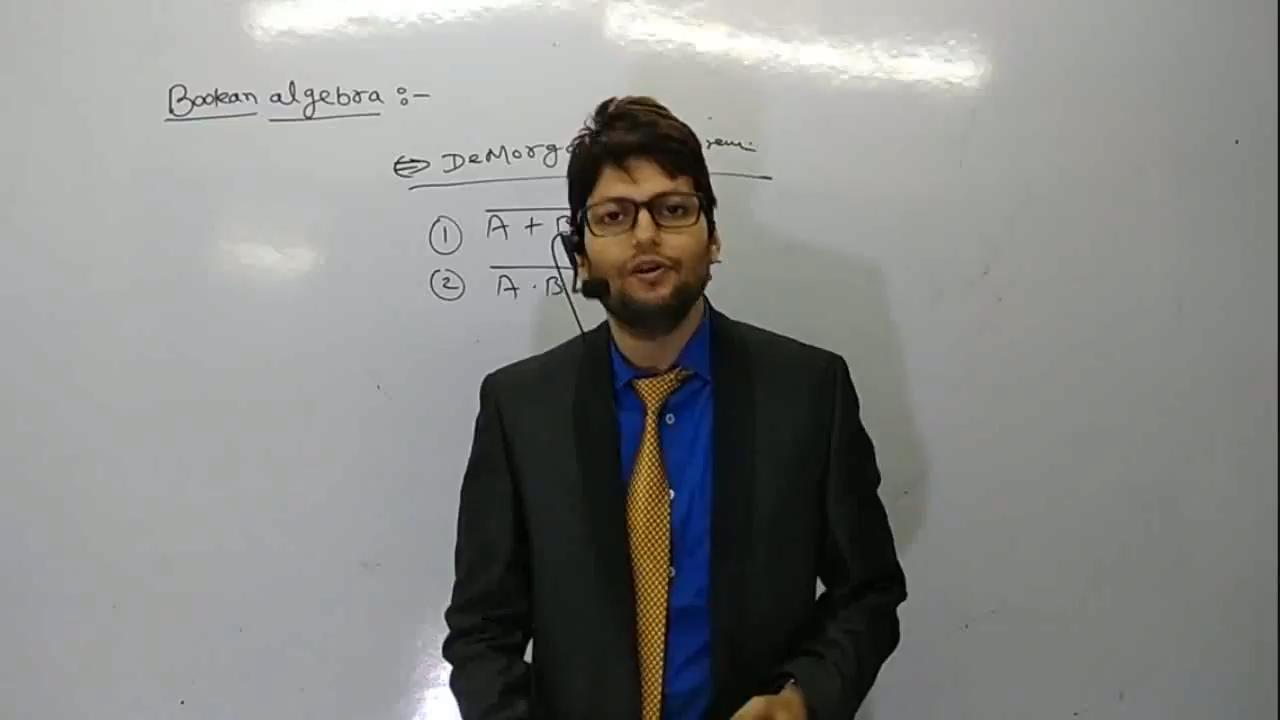 Boolean algebra :-
⇔ DeMorg
① A + B
② A . B